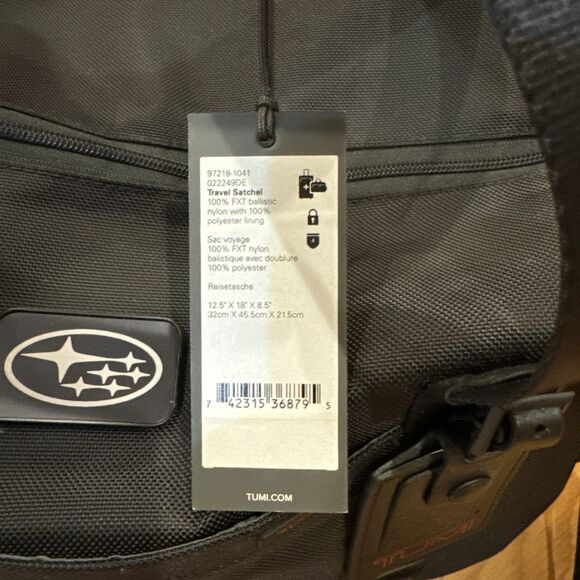 97218-1041
022249DE
Travel Satchel
100% FXT ballistic
nylon with 100%
polyester lining
Sac voyage
100% FXT nylon
balistique avec doublure
100% polyester
Reisetasche
12.5" X 18" X 8.5"
32cm X 45.5cm X 21.5cm
7 42315 36879 5
TUMI.COM
TUMI